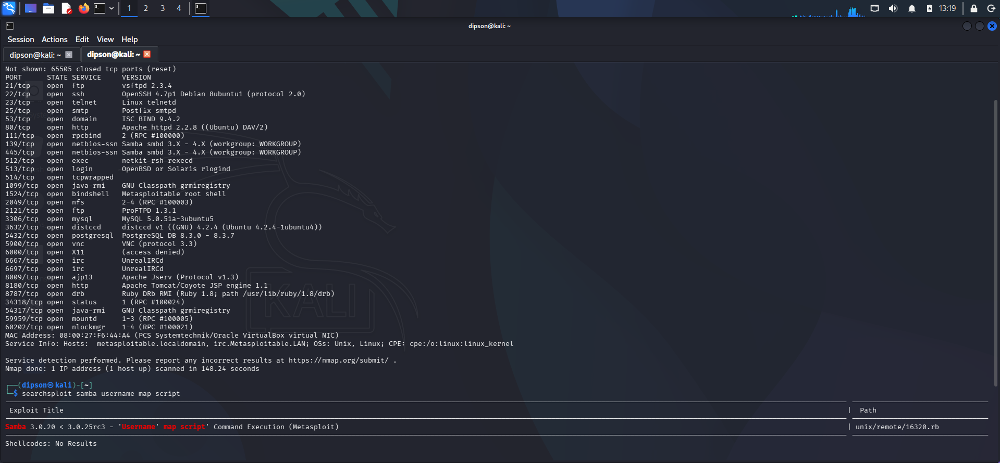 1 2 3 4 13:19
dipson@kali: ~
Session Actions Edit View Help
dipson@kali: ~ dipson@kali: ~
Not shown: 65505 closed tcp ports (reset)
PORT STATE SERVICE VERSION
21/tcp open ftp vsftpd 2.3.4
22/tcp open ssh OpenSSH 4.7p1 Debian 8ubuntu1 (protocol 2.0)
23/tcp open telnet Linux telnetd
25/tcp open smtp Postfix smtpd
53/tcp open domain ISC BIND 9.4.2
80/tcp open http Apache httpd 2.2.8 ((Ubuntu) DAV/2)
111/tcp open rpcbind 2 (RPC #100000)
139/tcp open netbios-ssn Samba smbd 3.X - 4.X (workgroup: WORKGROUP)
445/tcp open netbios-ssn Samba smbd 3.X - 4.X (workgroup: WORKGROUP)
512/tcp open exec netkit-rsh rexecd
513/tcp open login OpenBSD or Solaris rlogind
514/tcp open tcpwrapped
1099/tcp open java-rmi GNU Classpath grmiregistry
1524/tcp open bindshell Metasploitable root shell
2049/tcp open nfs 2-4 (RPC #100003)
2121/tcp open ftp ProFTPD 1.3.1
3306/tcp open mysql MySQL 5.0.51a-3ubuntu5
3632/tcp open distccd distccd v1 ((GNU) 4.2.4 (Ubuntu 4.2.4-1ubuntu4))
5432/tcp open postgresql PostgreSQL DB 8.3.0 - 8.3.7
5900/tcp open vnc VNC (protocol 3.3)
6000/tcp open X11 (access denied)
6667/tcp open irc UnrealIRCd
6697/tcp open irc UnrealIRCd
8009/tcp open ajp13 Apache Jserv (Protocol v1.3)
8180/tcp open http Apache Tomcat/Coyote JSP engine 1.1
8787/tcp open drb Ruby DRb RMI (Ruby 1.8; path /usr/lib/ruby/1.8/drb)
34318/tcp open status 1 (RPC #100024)
54317/tcp open java-rmi GNU Classpath grmiregistry
59959/tcp open mountd 1-3 (RPC #100005)
60202/tcp open nlockmgr 1-4 (RPC #100021)
MAC Address: 08:00:27:F6:44:A4 (PCS Systemtechnik/Oracle VirtualBox virtual NIC)
Service Info: Hosts: metasploitable.localdomain, irc.Metasploitable.LAN; OSs: Unix, Linux; CPE: cpe:/o:linux:linux_kernel
Service detection performed. Please report any incorrect results at https://nmap.org/submit/ .
Nmap done: 1 IP address (1 host up) scanned in 148.24 seconds
┌──(dipson㉿kali)-[~]
└─$ searchsploit samba username map script
Exploit Title | Path
Samba 3.0.20 < 3.0.25rc3 - 'Username' map script' Command Execution (Metasploit) | unix/remote/16320.rb
Shellcodes: No Results
KALI